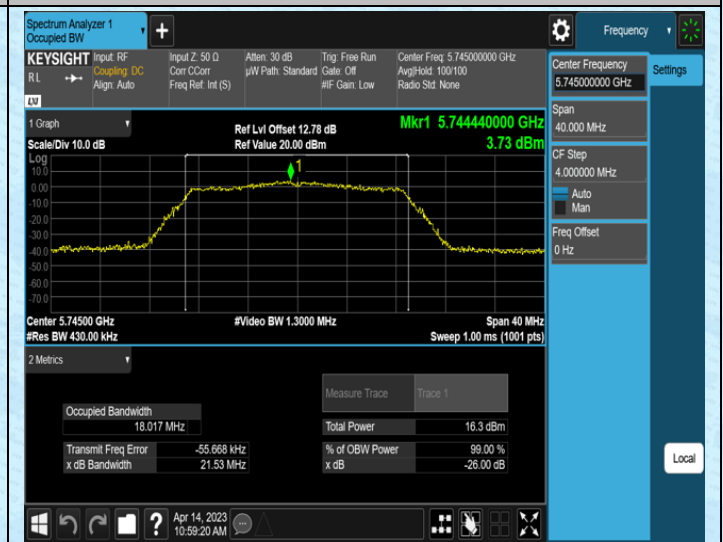 Spectrum Analyzer 1
Occupied BW
Frequency
KEYSIGHT
R L
LXI
Input: RF
Coupling: DC
Align: Auto
Input Z: 50 Ω
Corr CCorr
Freq Ref: Int (S)
Atten: 30 dB
µW Path: Standard
Trig: Free Run
Gate: Off
#IF Gain: Low
Center Freq: 5.745000000 GHz
Avg|Hold: 100/100
Radio Std: None
Center Frequency
5.745000000 GHz
Settings
Span
40.000 MHz
CF Step
4.000000 MHz
Auto
Man
Freq Offset
0 Hz
1 Graph
Scale/Div 10.0 dB
Ref Lvl Offset 12.78 dB
Ref Value 20.00 dBm
Mkr1 5.744440000 GHz
3.73 dBm
Log
10.0
0.00
-10.0
-20.0
-30.0
-40.0
-50.0
-60.0
-70.0
1
Center 5.74500 GHz
#Res BW 430.00 kHz
#Video BW 1.3000 MHz
Span 40 MHz
Sweep 1.00 ms (1001 pts)
2 Metrics
Measure Trace
Trace 1
Occupied Bandwidth
18.017 MHz
Total Power
16.3 dBm
Transmit Freq Error
-55.668 kHz
% of OBW Power
99.00 %
x dB Bandwidth
21.53 MHz
x dB
-26.00 dB
Local
?
Apr 14, 2023
10:59:20 AM